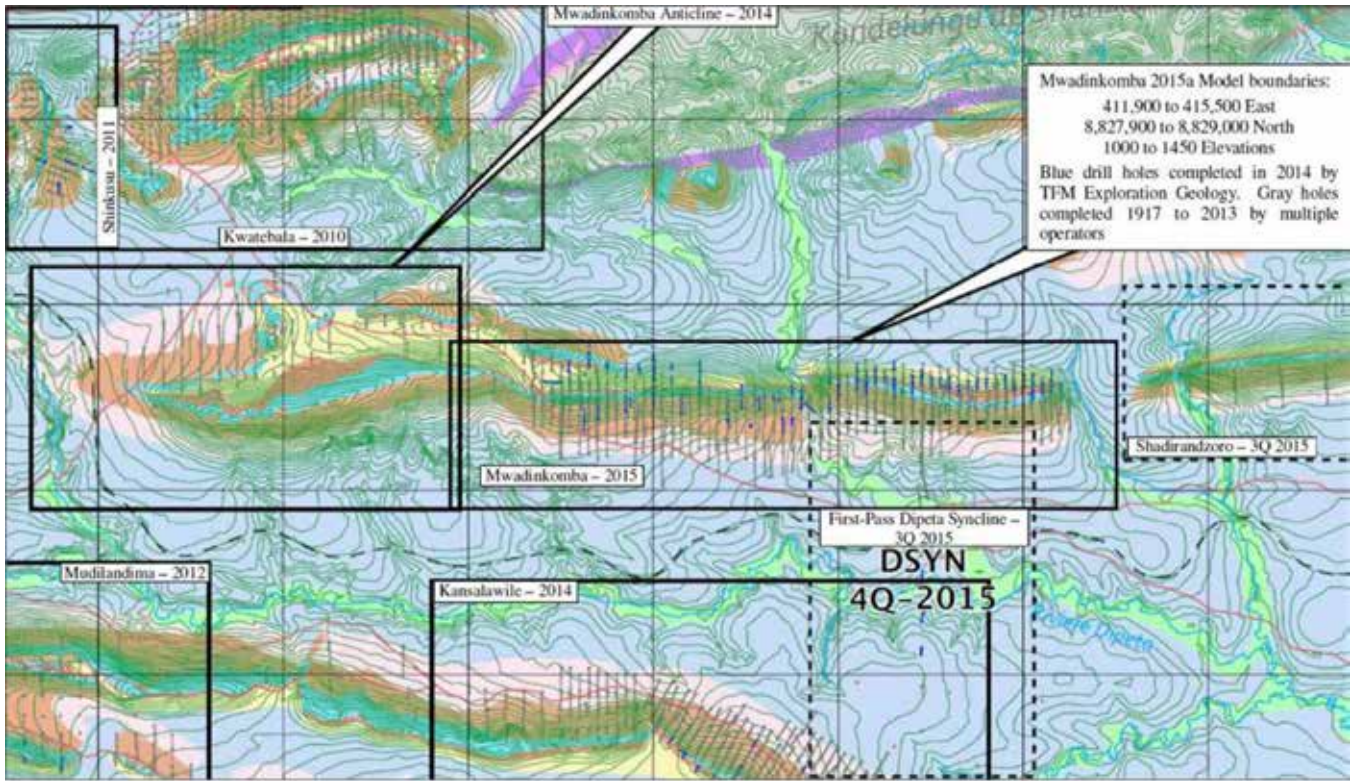 Mwadinkomba Anticline – 2014
Kundelungu
Mwadinkomba 2015a Model boundaries:
411,900 to 415,500 East
8,827,900 to 8,829,000 North
1000 to 1450 Elevations
Blue drill holes completed in 2014 by
TFM Exploration Geology. Gray holes
completed 1917 to 2013 by multiple
operators
Shinkusu – 2011
Kwatebala – 2010
Shadirandzoro – 3Q 2015
Mwadinkomba – 2015
First-Pass Dipeta Syncline –
3Q 2015
DSYN
4Q-2015
Mudilandima – 2012
Kansalawile – 2014
Dipeta